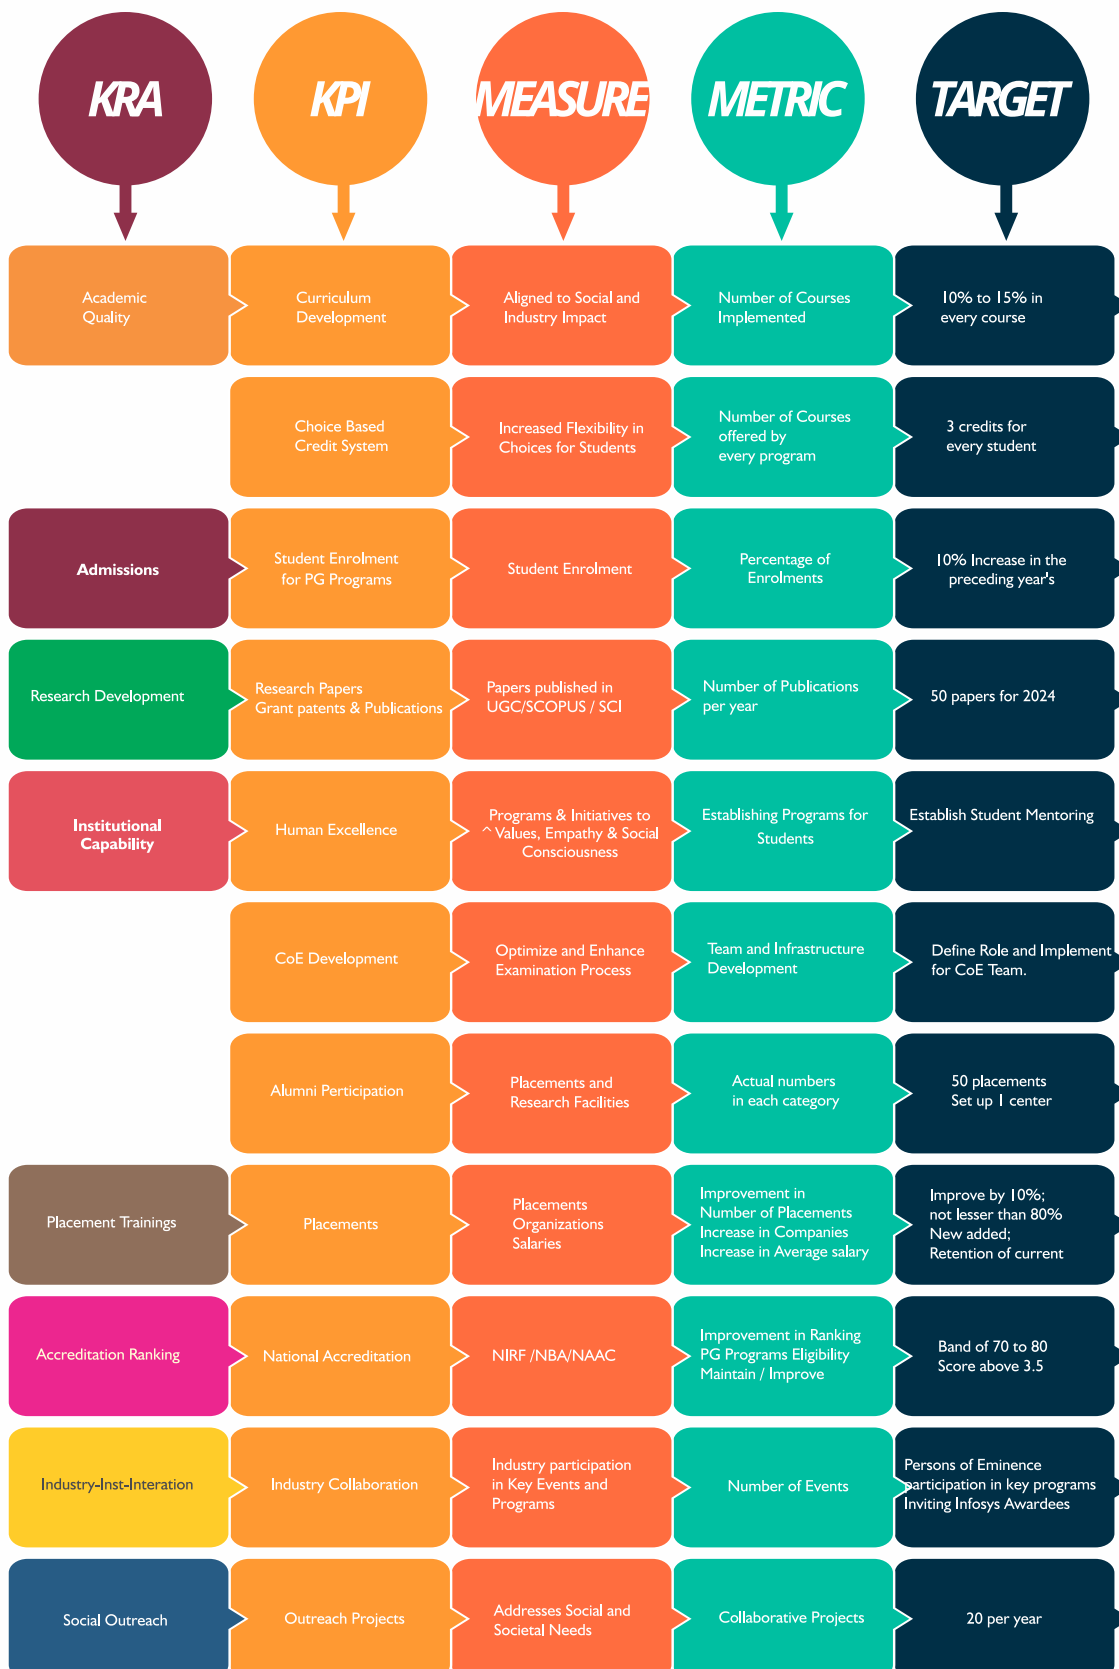 KRA
KPI
MEASURE
METRIC
TARGET
Academic
Quality
Curriculum
Development
Aligned to Social and
Industry Impact
Number of Courses
Implemented
10% to 15% in
every course
Choice Based
Credit System
Increased Flexibility in
Choices for Students
Number of Courses
offered by
every program
3 credits for
every student
Admissions
Student Enrolment
for PG Programs
Student Enrolment
Percentage of
Enrolments
10% Increase in the
preceding year's
Research Development
Research Papers
Grant patents & Publications
Papers published in
UGC/SCOPUS / SCI
Number of Publications
per year
50 papers for 2024
Institutional
Capability
Human Excellence
Programs & Initiatives to
^ Values, Empathy & Social
Consciousness
Establishing Programs for
Students
Establish Student Mentoring
CoE Development
Optimize and Enhance
Examination Process
Team and Infrastructure
Development
Define Role and Implement
for CoE Team.
Alumni Perticipation
Placements and
Research Facilities
Actual numbers
in each category
50 placements
Set up 1 center
Placement Trainings
Placements
Placements
Organizations
Salaries
Improvement in
Number of Placements
Increase in Companies
Increase in Average salary
Improve by 10%;
not lesser than 80%
New added;
Retention of current
Accreditation Ranking
National Accreditation
NIRF /NBA/NAAC
Improvement in Ranking
PG Programs Eligibility
Maintain / Improve
Band of 70 to 80
Score above 3.5
Industry-Inst-Interation
Industry Collaboration
Industry participation
in Key Events and
Programs
Number of Events
Persons of Eminence
participation in key programs
Inviting Infosys Awardees
Social Outreach
Outreach Projects
Addresses Social and
Societal Needs
Collaborative Projects
20 per year